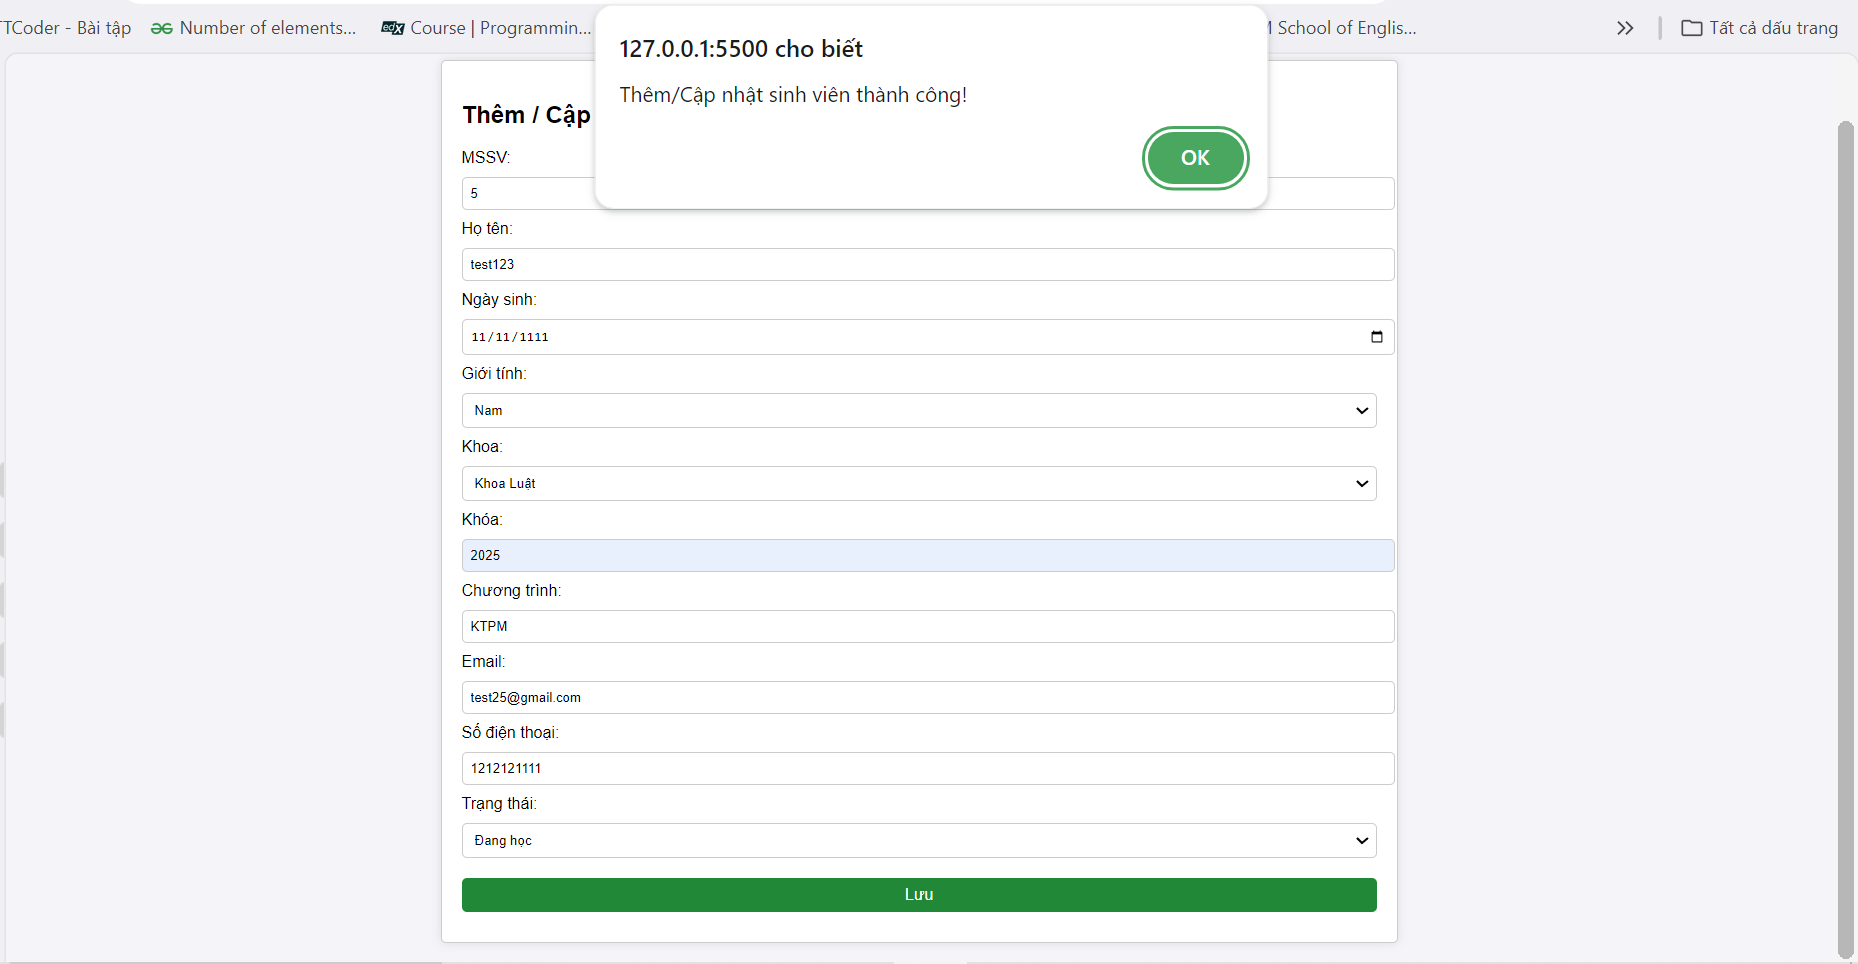 TTCoder - Bài tập
Number of elements...
edX Course | Programmin...
School of Englis...
Tất cả dấu trang
127.0.0.1:5500 cho biết
Thêm/Cập nhật sinh viên thành công!
OK
Thêm / Cập
MSSV:
5
Họ tên:
test123
Ngày sinh:
11/11/1111
Giới tính:
Nam
Khoa:
Khoa Luật
Khóa:
2025
Chương trình:
KTPM
Email:
test25@gmail.com
Số điện thoại:
1212121111
Trạng thái:
Đang học
Lưu